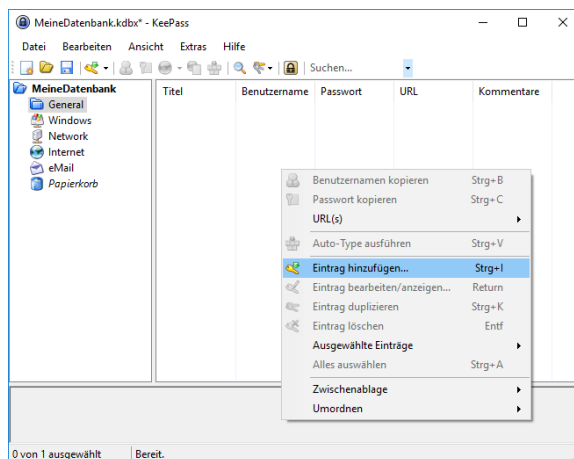 MeineDatenbank.kdbx* - KeePass
Datei Bearbeiten Ansicht Extras Hilfe
Suchen...
MeineDatenbank
General
Windows
Network
Internet
eMail
Papierkorb
Titel Benutzername Passwort URL Kommentare
Benutzernamen kopieren Strg+B
Passwort kopieren Strg+C
URL(s)
Auto-Type ausführen Strg+V
Eintrag hinzufügen... Strg+I
Eintrag bearbeiten/anzeigen... Return
Eintrag duplizieren Strg+K
Eintrag löschen Entf
Ausgewählte Einträge
Alles auswählen Strg+A
Zwischenablage
Umordnen
0 von 1 ausgewählt Bereit.